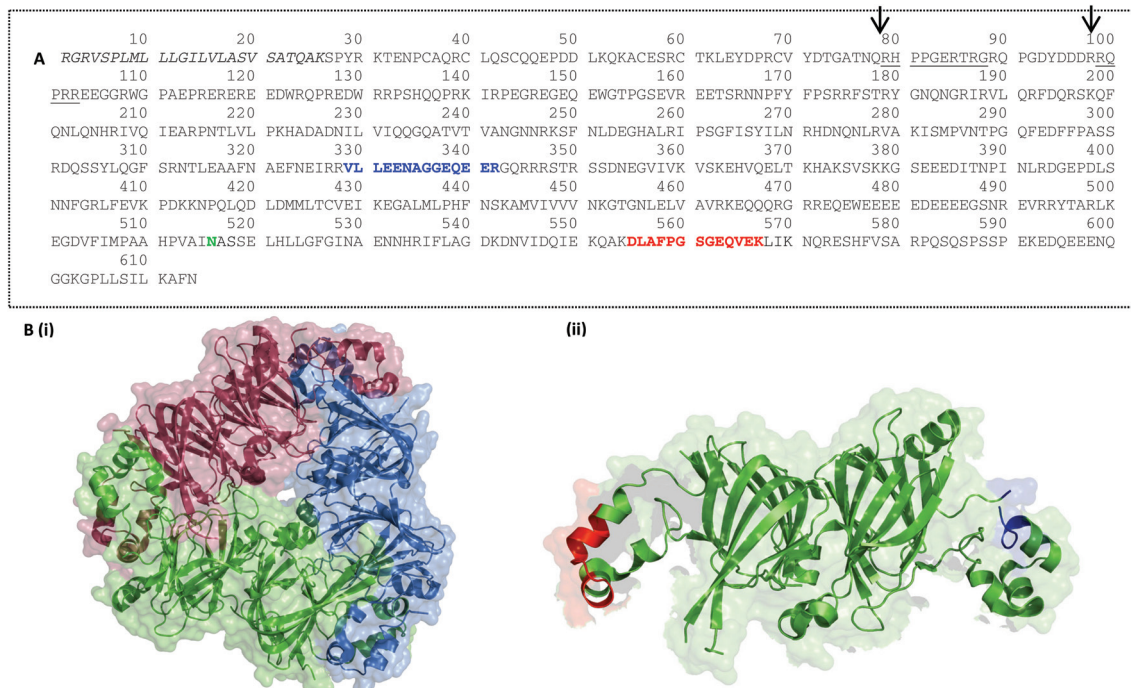 10 20 30 40 50 60 70 80 90 100
A RGRVSPLML LLGILVLASV SATQAKSPYR KTENPCAQRC LQSCQQEPDD LKQKACESRC TKLEYDPRCV YDTGATNQRH PPGERTRGRQ PGDYDDDRRQ
110 120 130 140 150 160 170 180 190 200
PRREEGGRWG PAEPRERERE EDWRQPREDW RRPSHQQPRK IRPEGREGEQ EWGTPGSEVR EETSRNNPFY FPSRRFSTRY GNQNGRIRVL QRFDQRSKQF
210 220 230 240 250 260 270 280 290 300
QNLQNHRIVQ IEARPNTLVL PKHADADNIL VIQQGQATVT VANGNNRKSF NLDEGHALRI PSGFISYILN RHDNQNLRVA KISMPVNTPG QFEDFFPASS
310 320 330 340 350 360 370 380 390 400
RDQSSYLQGF SRNTLEAAFN AEFNEIRRVL LEENAGGEQE ERGQRRRSTR SSDNEGVIVK VSKEHVQELT KHAKSVSKKG SEEEDITNPI NLRDGEPDLS
410 420 430 440 450 460 470 480 490 500
NNFGRLFEVK PDKKNPQLQD LDMMLTCVEI KEGALMLPHF NSKAMVIVVV NKGTGNLELV AVRKEQQQRG RREQEWEEEE EDEEEEGSNR EVRRYTARLK
510 520 530 540 550 560 570 580 590 600
EGDVFIMPAA HPVAINASSE LHLLGFGINA ENNHRIFLAG DKDNVIDQIE KQAKDLAFPG SGEQVEKLIK NQRESHFVSA RPQSQSPSSP EKEDQEEENQ
610
GGKGPLLSIL KAFN
B (i) (ii)